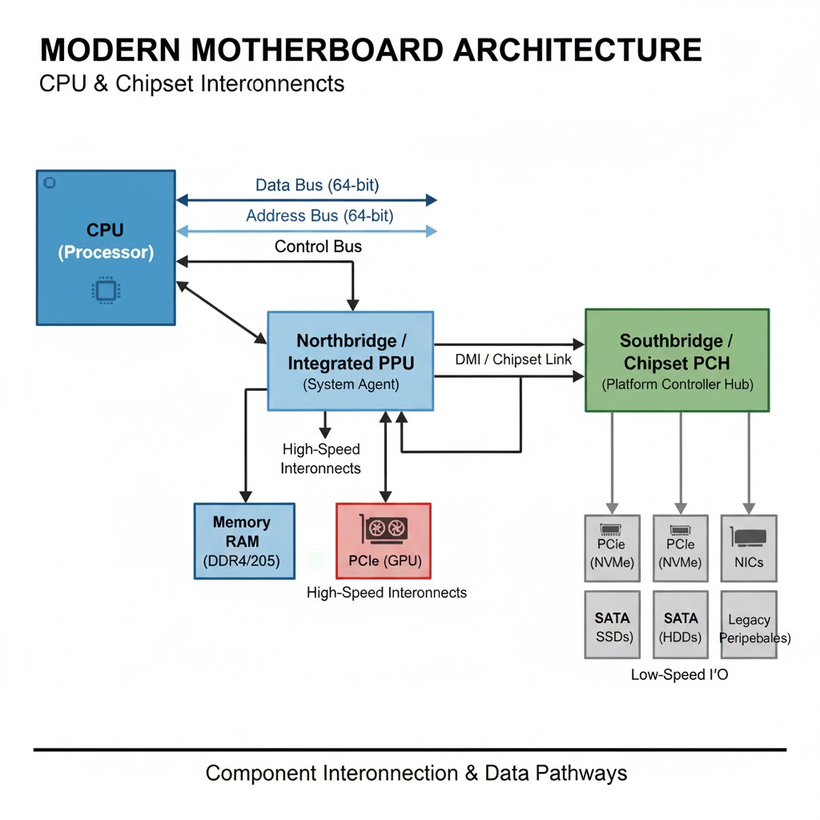 MODERN MOTHERBOARD ARCHITECTURE
CPU & Chipset Interconnencts
Data Bus (64-bit)
Address Bus (64-bit)
Control Bus
CPU
(Processor)
Northbridge /
Integrated PPU
(System Agent)
DMI / Chipset Link
Southbridge /
Chipset PCH
(Platform Controller Hub)
High-Speed
Interonnects
Memory
RAM
(DDR4/205)
PCIe (GPU)
High-Speed Interonnects
PCie
(NVMe)
PCIe
(NVMe)
NICs
SATA
SSDs)
SATA
(HDDs)
Legacy
Peripebales)
Low-Speed I'O
Component Interonnection & Data Pathways